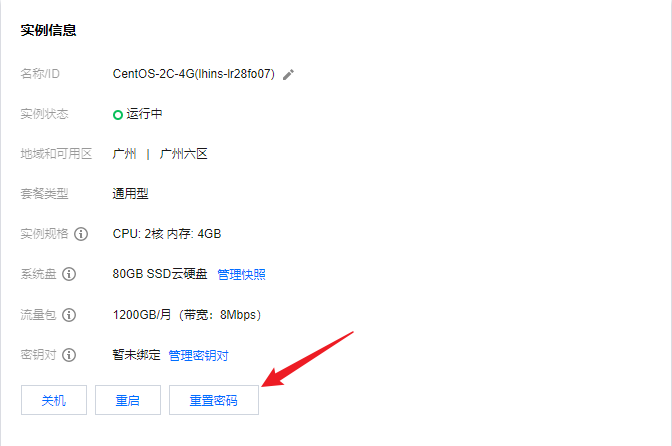 实例信息
名称/ID CentOS-2C-4G(lhins-lr28fo07)
实例状态 运行中
地域和可用区 广州 | 广州六区
套餐类型 通用型
实例规格 CPU: 2核 内存: 4GB
系统盘 80GB SSD云硬盘 管理快照
流量包 1200GB/月（带宽：8Mbps）
密钥对 暂未绑定 管理密钥对
关机 重启 重置密码